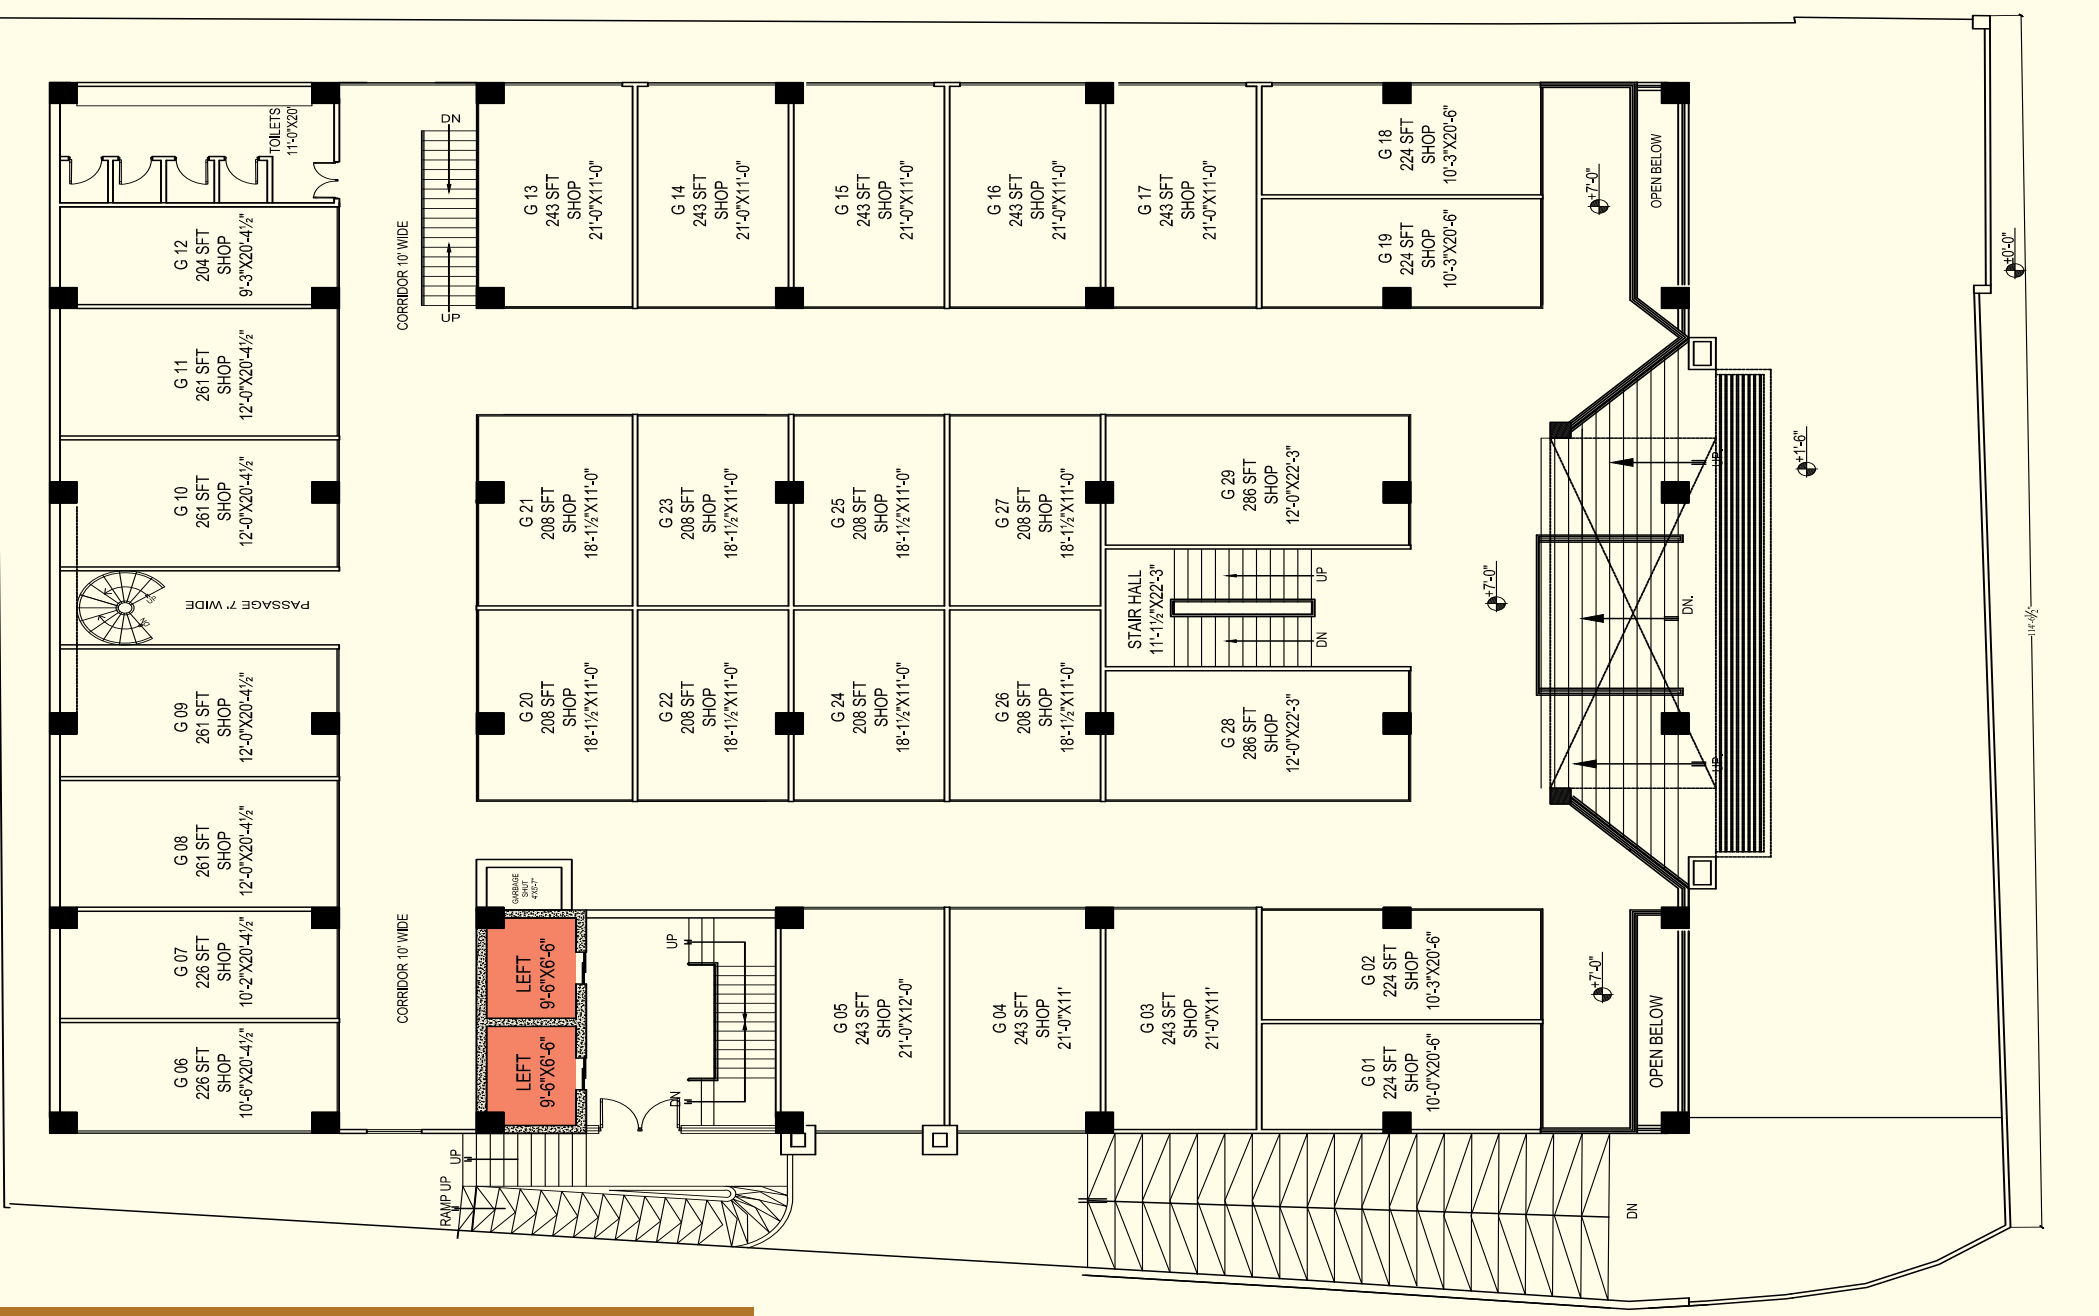 TOILETS
11'-0"X20'
G 12
204 SFT
SHOP
9'-3"X20'-4½"
G 11
261 SFT
SHOP
12'-0"X20'-4½"
G 10
261 SFT
SHOP
12'-0"X20'-4½"
PASSAGE 7' WIDE
UP
DN
G 09
261 SFT
SHOP
12'-0"X20'-4½"
G 08
261 SFT
SHOP
12'-0"X20'-4½"
G 07
226 SFT
SHOP
10'-2"X20'-4½"
G 06
226 SFT
SHOP
10'-6"X20'-4½"
CORRIDOR 10' WIDE
DN
UP
CORRIDOR 10' WIDE
G 13
243 SFT
SHOP
21'-0"X11'-0"
G 14
243 SFT
SHOP
21'-0"X11'-0"
G 15
243 SFT
SHOP
21'-0"X11'-0"
G 16
243 SFT
SHOP
21'-0"X11'-0"
G 17
243 SFT
SHOP
21'-0"X11'-0"
G 18
224 SFT
SHOP
10'-3"X20'-6"
G 19
224 SFT
SHOP
10'-3"X20'-6"
+7'-0"
OPEN BELOW
±0'-0"
G 21
208 SFT
SHOP
18'-1½"X11'-0"
G 23
208 SFT
SHOP
18'-1½"X11'-0"
G 25
208 SFT
SHOP
18'-1½"X11'-0"
G 27
208 SFT
SHOP
18'-1½"X11'-0"
G 29
286 SFT
SHOP
12'-0"X22'-3"
G 20
208 SFT
SHOP
18'-1½"X11'-0"
G 22
208 SFT
SHOP
18'-1½"X11'-0"
G 24
208 SFT
SHOP
18'-1½"X11'-0"
G 26
208 SFT
SHOP
18'-1½"X11'-0"
STAIR HALL
11'-1½"X22'-3"
UP
DN
G 28
286 SFT
SHOP
12'-0"X22'-3"
+7'-0"
UP.
DN.
UP.
+1'-6"
114'-6½"
GARBAGE
SHUT
4'X5'-7"
LEFT
9'-6"X6'-6"
LEFT
9'-6"X6'-6"
UP
DN
G 05
243 SFT
SHOP
21'-0"X12'-0"
G 04
243 SFT
SHOP
21'-0"X11'
G 03
243 SFT
SHOP
21'-0"X11'
G 02
224 SFT
SHOP
10'-3"X20'-6"
G 01
224 SFT
SHOP
10'-0"X20'-6"
+7'-0"
OPEN BELOW
UP
RAMP UP
DN